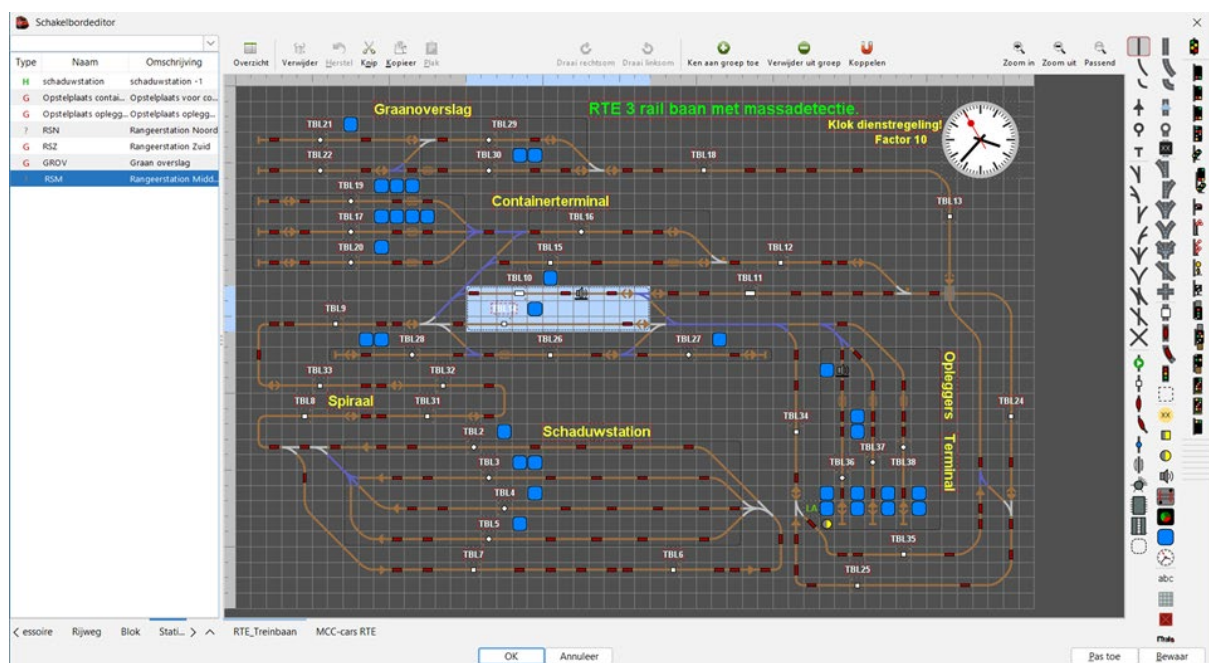 Schakelbordeditor
Type Naam Omschrijving
H schaduwstation schaduwstation -1
G Opstelplaats contai... Opstelplaats voor co...
G Opstelplaats oplegg... Opstelplaats oplegg...
? RSN Rangeerstation Noord
G RSZ Rangeerstation Zuid
G GROV Graan overslag
RSM Rangeerstation Midd...
Overzicht Verwijder Herstel Knip Kopieer Plak Draai rechtsom Draai linksom Ken aan groep toe Verwijder uit groep Koppelen Zoom in Zoom uit Passend
Graanoverslag
RTE 3 rail baan met massadetectie.
Klok dienstregeling!
Factor 10
TBL21 TBL29
TBL22 TBL30 TBL18
TBL19
Containerterminal
TBL13
TBL17 TBL16
TBL20 TBL15 TBL12
TBL10 TBL11
TBL9
TBL28 TBL26 TBL27
Opleggers Terminal
TBL33 TBL32
TBL8 Spiraal TBL31 TBL34 TBL24
TBL2 Schaduwstation
TBL3 TBL36 TBL37 TBL38
TBL4
LA
TBL5
TBL7 TBL6 TBL35
TBL25
T
XX
abc
< essoire Rijweg Blok Stati... > RTE_Treinbaan MCC-cars RTE
OK Annuleer Pas toe Bewaar